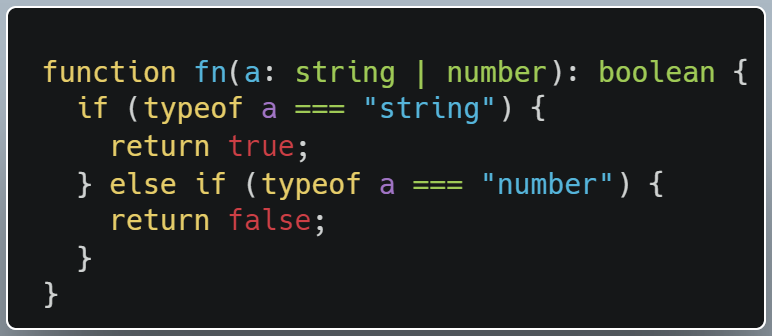 function fn(a: string | number): boolean {
  if (typeof a === "string") {
    return true;
  } else if (typeof a === "number") {
    return false;
  }
}